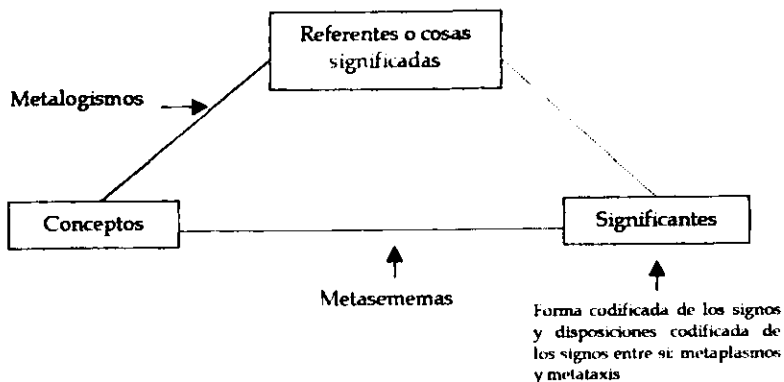 Referentes o cosas
significadas
Metalogismos
Conceptos
Significantes
Metasememas
Forma codificada de los signos
y disposiciones codificada de
los signos entre si: metaplasmos
y metataxis